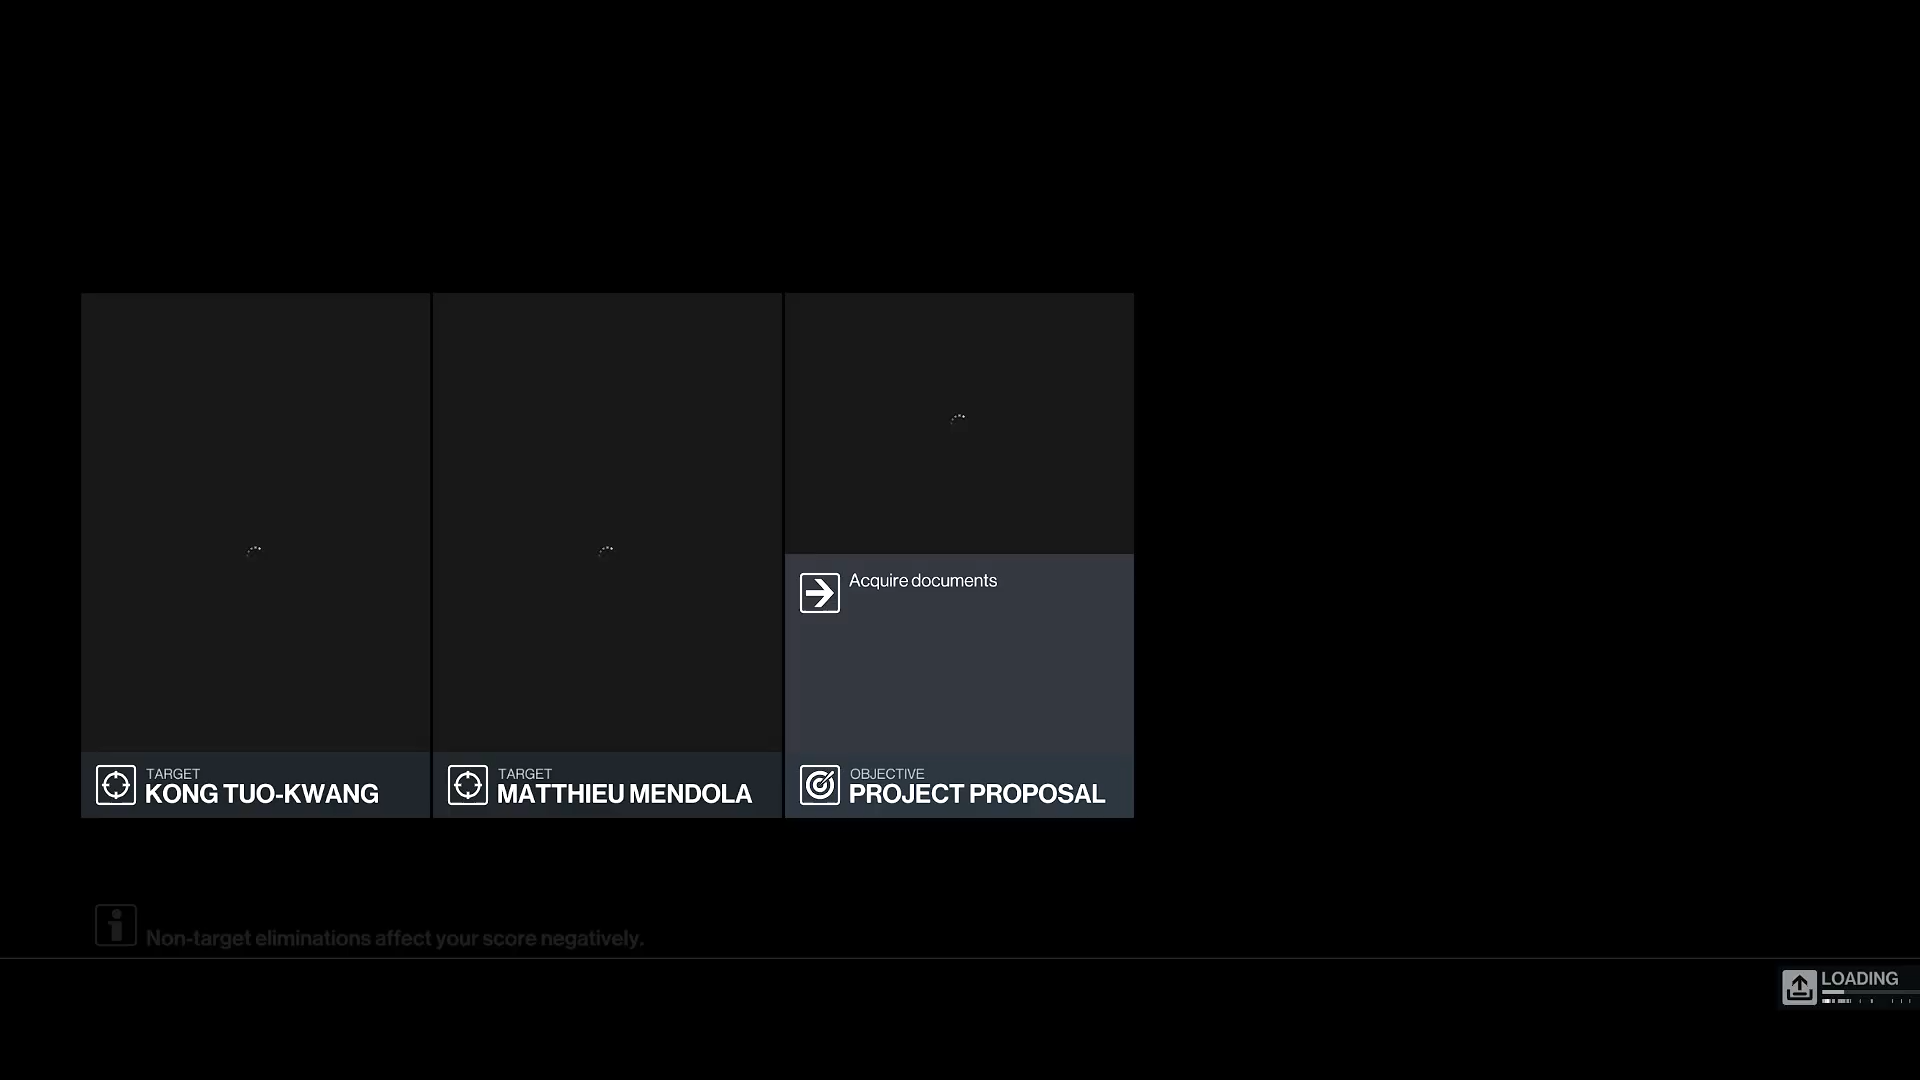 Acquire documents
TARGET
KONG TUO-KWANG
TARGET
MATTHIEU MENDOLA
OBJECTIVE
PROJECT PROPOSAL
Non-target eliminations affect your score negatively.
LOADING